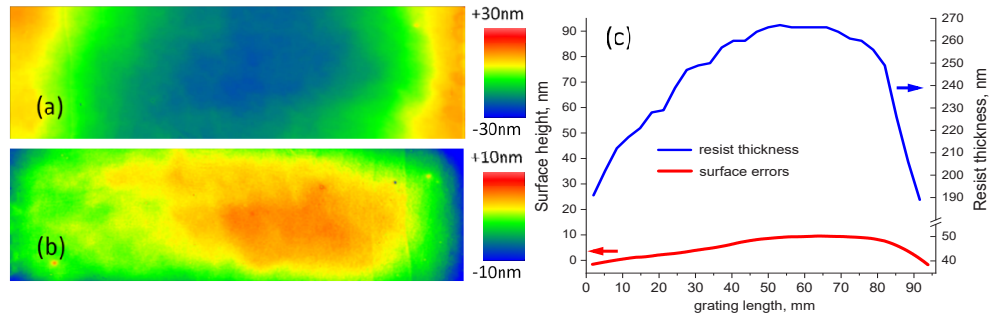 +30nm
(a)
-30nm
+10nm
(b)
-10nm
(c)
Surface height, nm
90
80
70
60
50
40
30
20
10
0
resist thickness
surface errors
0 10 20 30 40 50 60 70 80 90
grating length, mm
270
260
250
240
230
220
210
200
190
50
40
Resist thickness, nm